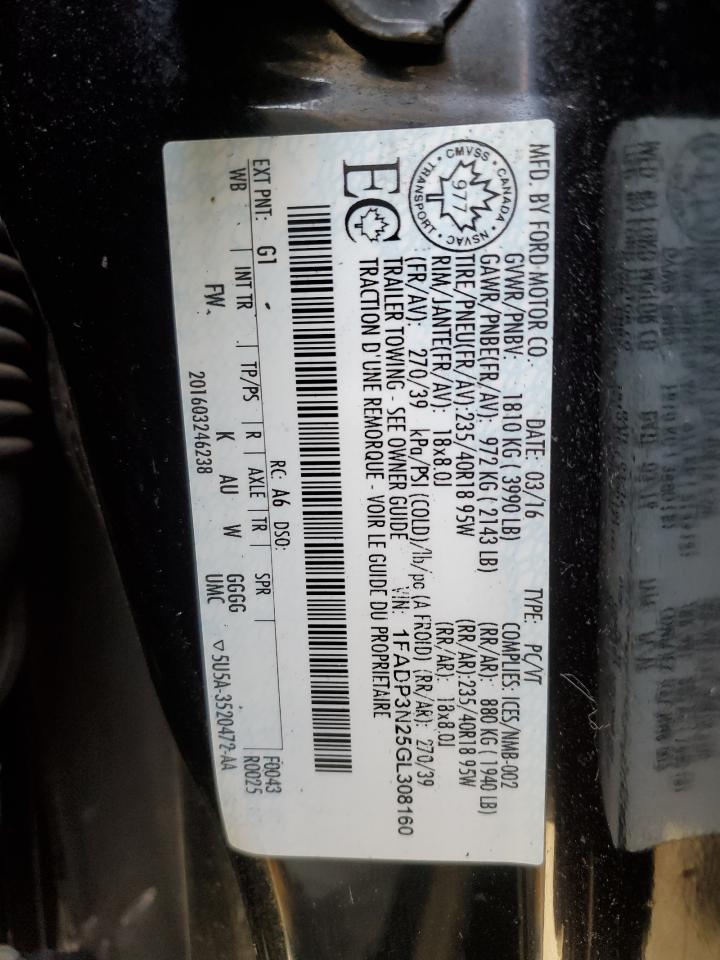 MFD. BY FORD MOTOR CO. DATE: 03/16 TYPE: PC/VT
GVWR/PNBV: 1810 KG (3990 LB) COMPLIES: ICES/NMB-002
GAWR/PNBE(FR/AV): 972 KG (2143 LB) (RR/AR): 880 KG (1940 LB)
TIRE/PNEU(FR/AV):235/40R18 95W (RR/AR):235/40R18 95W
RIM/JANTE(FR/AV): 18x8.0J (RR/AR): 18x8.0J
(FR/AV): 270/39 kPa/PSI (COLD)/lb/pc (A FROID) (RR/AR): 270/39
TRAILER TOWING - SEE OWNER GUIDE VIN: 1FADP3N25GL308160
TRACTION D'UNE REMORQUE - VOIR LE GUIDE DU PROPRIETAIRE
CMVSS · CANADA · NSVAC · TRANSPORT
977
EC
EXT PNT: G1 RC: A6 DSO: F0043
WB INT TR TP/PS R AXLE TR SPR R0025
FW. K AU W GGGG
UMC
201603246238 ▽5U5A-3520472-AA